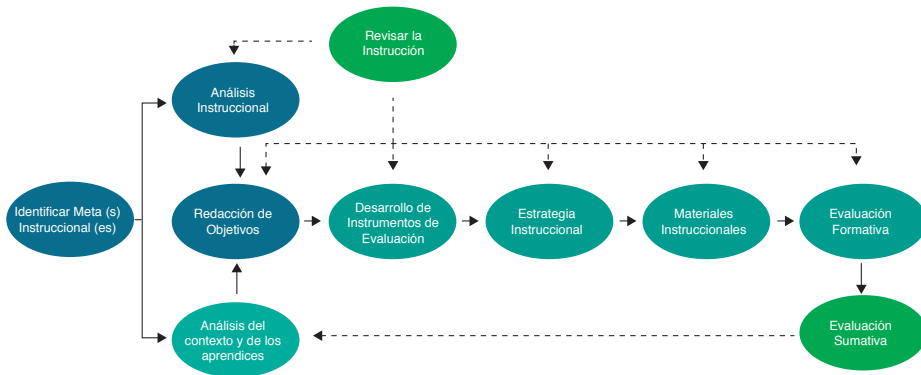 Revisar la
Instrucción
Análisis
Instruccional
Identificar Meta (s)
Instruccional (es)
Redacción de
Objetivos
Desarrollo de
Instrumentos de
Evaluación
Estrategia
Instruccional
Materiales
Instruccionales
Evaluación
Formativa
Análisis del
contexto y de los
aprendices
Evaluación
Sumativa